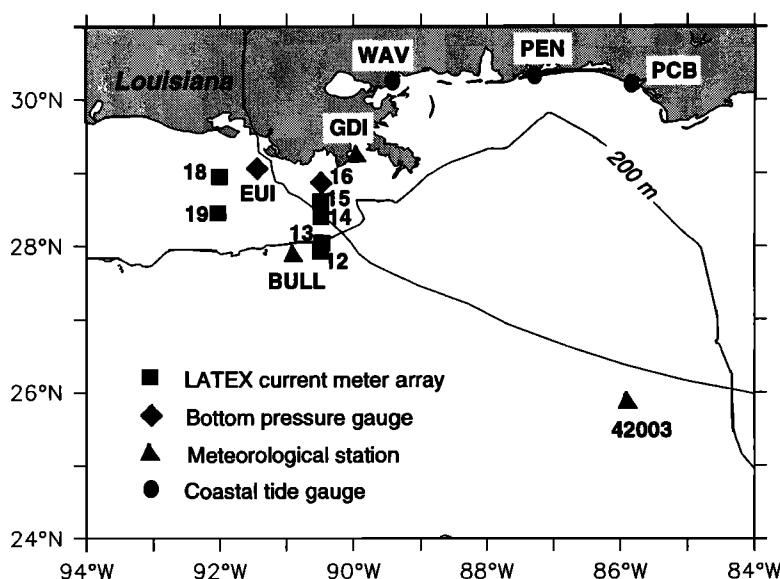 WAV
PEN
PCB
Louisiana
30°N
GDI
200 m
18
16
EUI
15
19
14
28°N
13
12
BULL
LATEX current meter array
26°N
Bottom pressure gauge
42003
Meteorological station
Coastal tide gauge
24°N
94°W 92°W 90°W 88°W 86°W 84°W